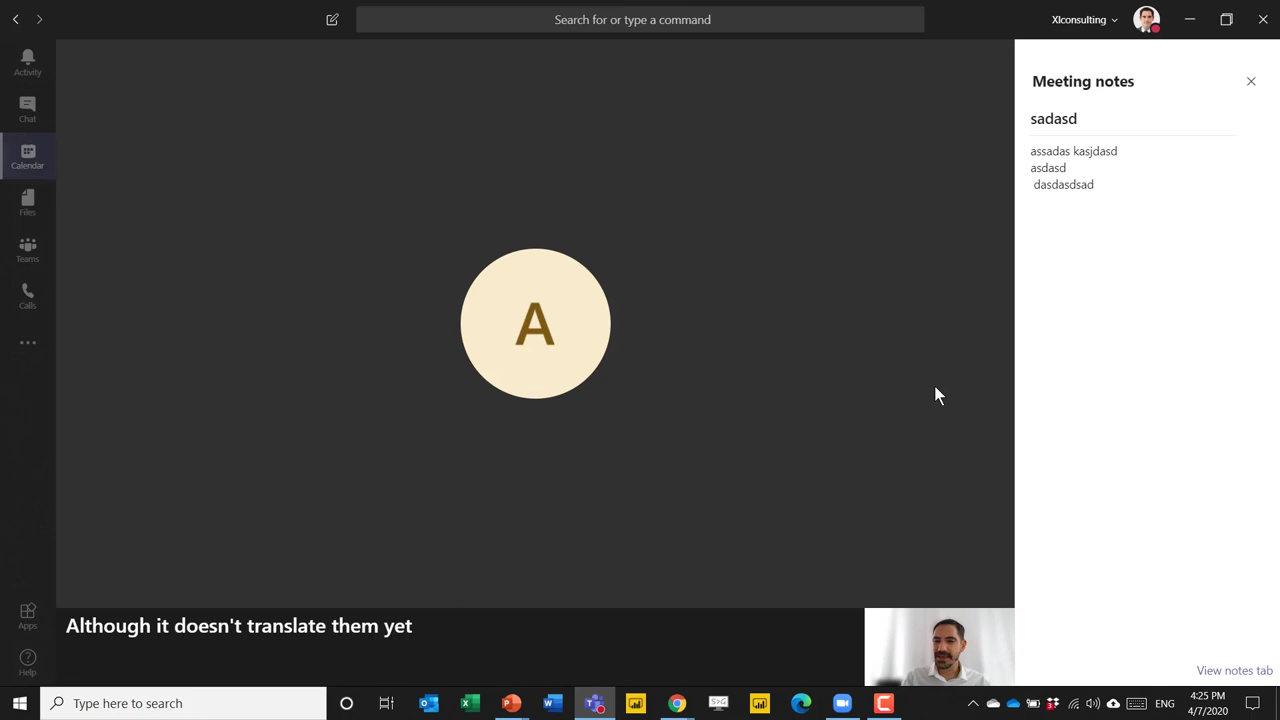 Search for or type a command
Xlconsulting
Activity
Chat
Calendar
Files
Teams
Calls
Apps
Help
A
Meeting notes
sadasd
assadas kasjdasd
asdasd
dasdasdsad
View notes tab
Although it doesn't translate them yet
Type here to search
ENG
4:25 PM
4/7/2020